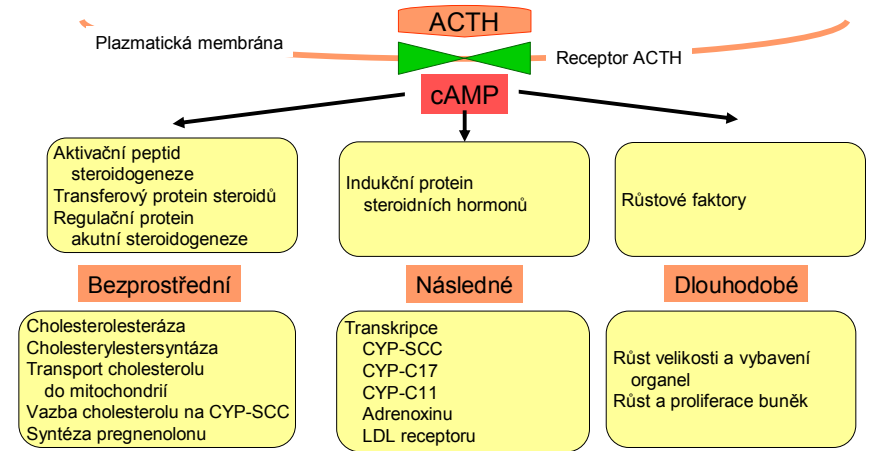 ACTH
Plazmatická membrána
Receptor ACTH
cAMP
Aktivační peptid
steroidogeneze
Transferový protein steroidů
Regulační protein
akutní steroidogeneze
Indukční protein
steroidních hormonů
Růstové faktory
Bezprostřední
Následné
Dlouhodobé
Cholesterolesteráza
Cholesterylestersyntáza
Transport cholesterolu
do mitochondrií
Vazba cholesterolu na CYP-SCC
Syntéza pregnenolonu
Transkripce
CYP-SCC
CYP-C17
CYP-C11
Adrenoxinu
LDL receptoru
Růst velikosti a vybavení
organel
Růst a proliferace buněk